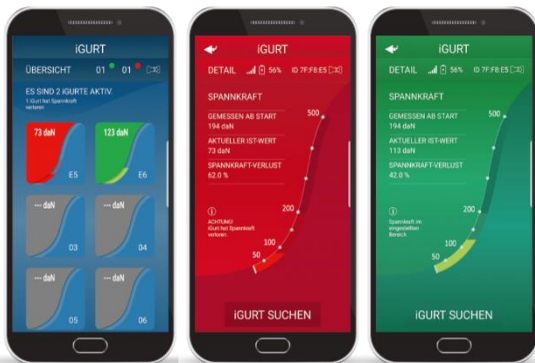 iGURT
ÜBERSICHT 01 01
ES SIND 2 iGURTE AKTIV.
1 iGurt hat Spannkraft
verloren
73 daN
E5
123 daN
E6
--- daN
03
--- daN
04
--- daN
05
--- daN
06
iGURT
DETAIL 56% ID 7F:F8:E5
SPANNKRAFT
GEMESSEN AB START
194 daN
AKTUELLER IST-WERT
73 daN
SPANNKRAFT-VERLUST
62.0 %
ACHTUNG!
iGurt hat Spannkraft
verloren.
500
200
100
50
iGURT SUCHEN
iGURT
DETAIL 56% ID 7F:F8:E5
SPANNKRAFT
GEMESSEN AB START
194 daN
AKTUELLER IST-WERT
113 daN
SPANNKRAFT-VERLUST
42.0 %
Spannkraft im
eingestellten
Bereich
500
200
100
50
iGURT SUCHEN